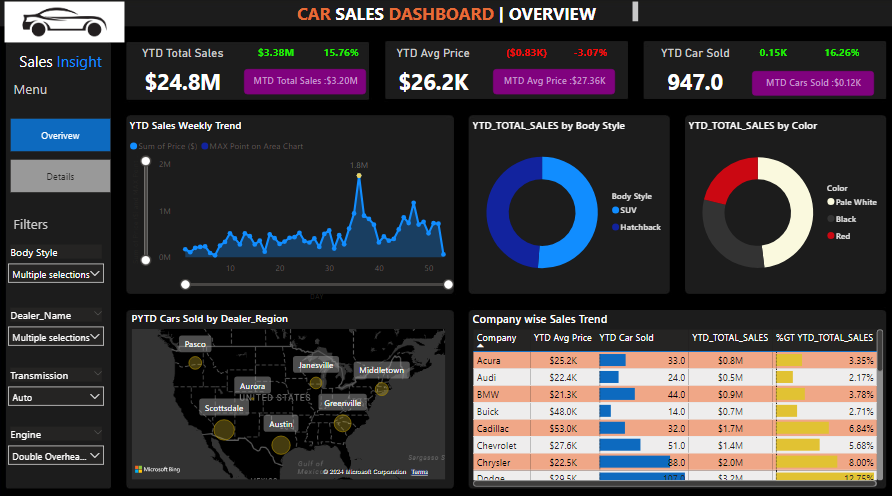 CAR SALES DASHBOARD | OVERVIEW
Sales Insight
Menu
Overview
Details
Filters
Body Style
Multiple selections
Dealer_Name
Multiple selections
Transmission
Auto
Engine
Double Overhea...
YTD Total Sales
$3.38M
15.76%
$24.8M
MTD Total Sales :$3.20M
YTD Avg Price
($0.83K)
-3.07%
$26.2K
MTD Avg Price :$27.36K
YTD Car Sold
0.15K
16.26%
947.0
MTD Cars Sold :$0.12K
YTD Sales Weekly Trend
Sum of Price ($)
MAX Point on Area Chart
2M
1M
0M
1.8M
10
20
30
40
50
YTD_TOTAL_SALES by Body Style
Body Style
SUV
Hatchback
YTD_TOTAL_SALES by Color
Color
Pale White
Black
Red
PYTD Cars Sold by Dealer_Region
Pasco
Janesville
Middletown
Aurora
UNITED STATES
Scottsdale
Greenville
Austin
Gulf of
Mexico
Sargasso S
MEXICO
Microsoft Bing
© 2024 Microsoft Corporation
Terms
Company wise Sales Trend
Company YTD Avg Price YTD Car Sold YTD_TOTAL_SALES %GT YTD_TOTAL_SALES
Acura $25.2K 33.0 $0.8M 3.35%
Audi $22.4K 24.0 $0.5M 2.17%
BMW $21.3K 44.0 $0.9M 3.78%
Buick $48.0K 14.0 $0.7M 2.71%
Cadillac $53.0K 32.0 $1.7M 6.84%
Chevrolet $27.6K 51.0 $1.4M 5.68%
Chrysler $22.5K 88.0 $2.0M 8.00%
Dodge $29.5K 107.0 $3.2M 12.75%